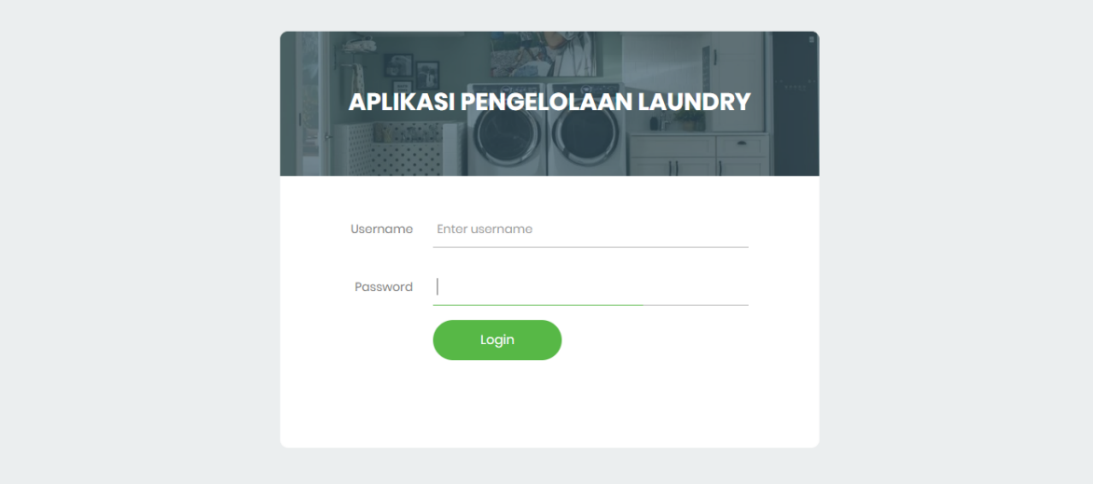 APLIKASI PENGELOLAAN LAUNDRY
Username Enter username
Password
Login